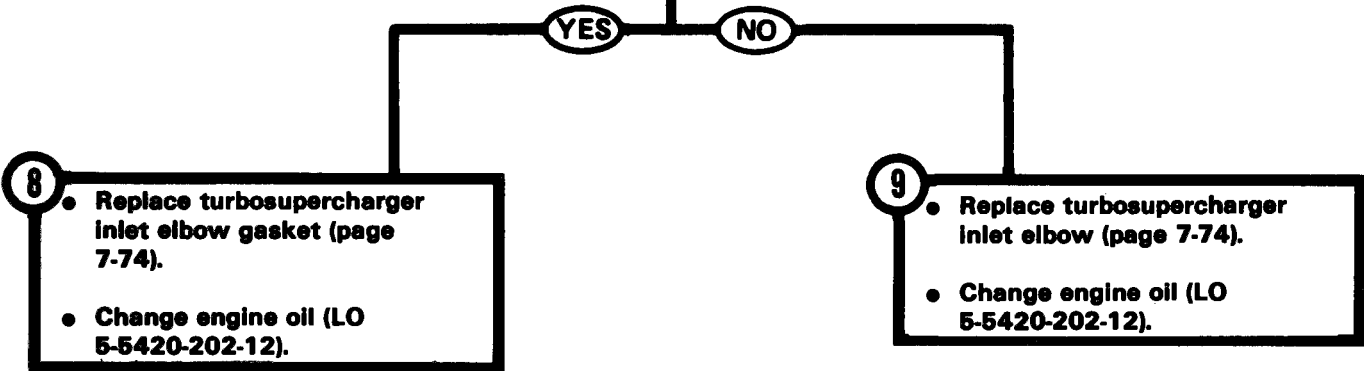 YES NO
8
• Replace turbosupercharger
inlet elbow gasket (page
7-74).
• Change engine oil (LO
5-5420-202-12).
9
• Replace turbosupercharger
inlet elbow (page 7-74).
• Change engine oil (LO
5-5420-202-12).